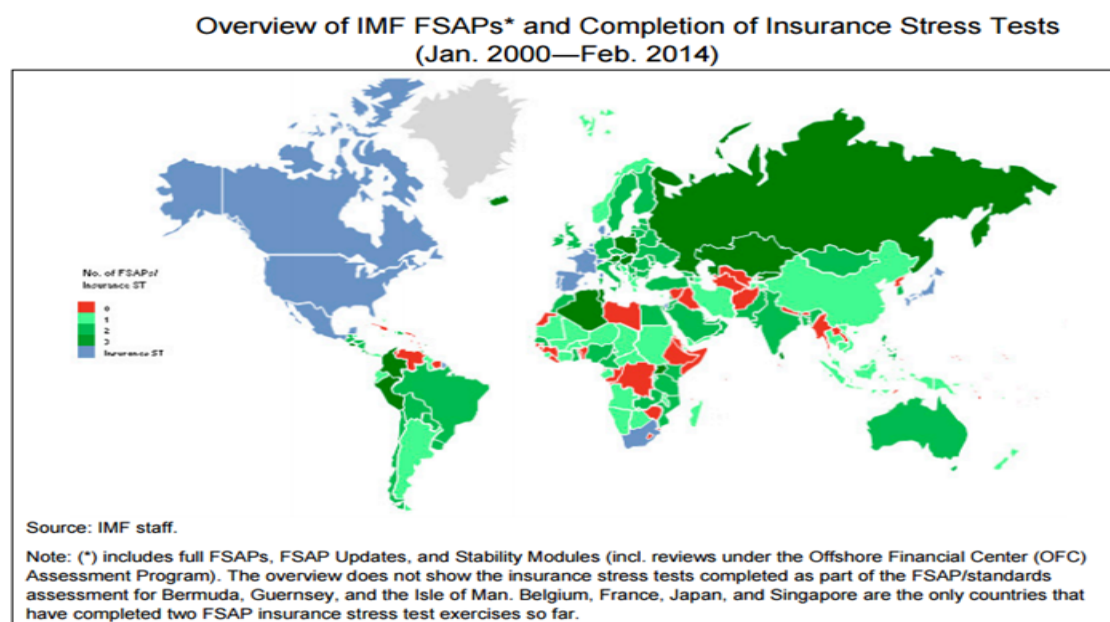 Overview of IMF FSAPs* and Completion of Insurance Stress Tests
(Jan. 2000—Feb. 2014)
No. of FSAPs/
Insurance ST
0
1
2
3
Insurance ST
Source: IMF staff.
Note: (*) includes full FSAPs, FSAP Updates, and Stability Modules (incl. reviews under the Offshore Financial Center (OFC)
Assessment Program). The overview does not show the insurance stress tests completed as part of the FSAP/standards
assessment for Bermuda, Guernsey, and the Isle of Man. Belgium, France, Japan, and Singapore are the only countries that
have completed two FSAP insurance stress test exercises so far.